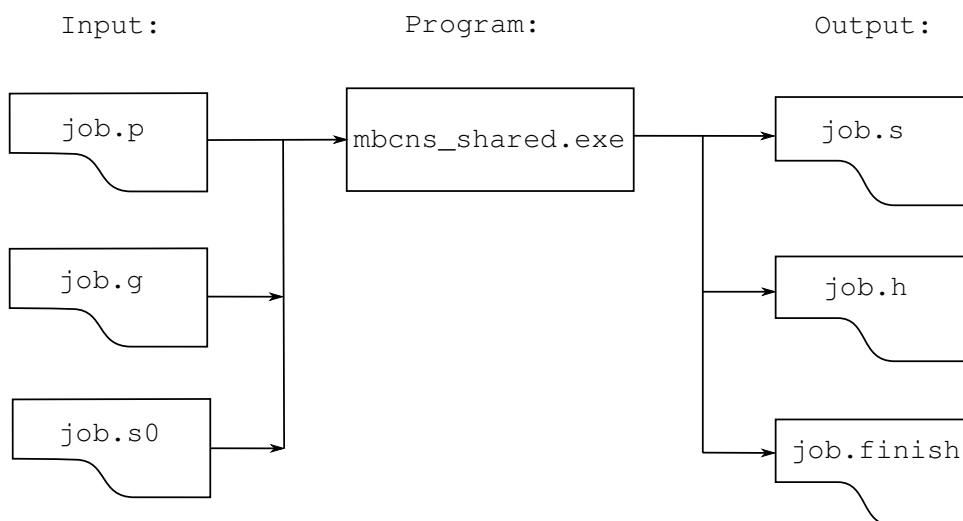 Input:
Program:
Output:
job.p
mbcns_shared.exe
job.s
job.g
job.h
job.s0
job.finish